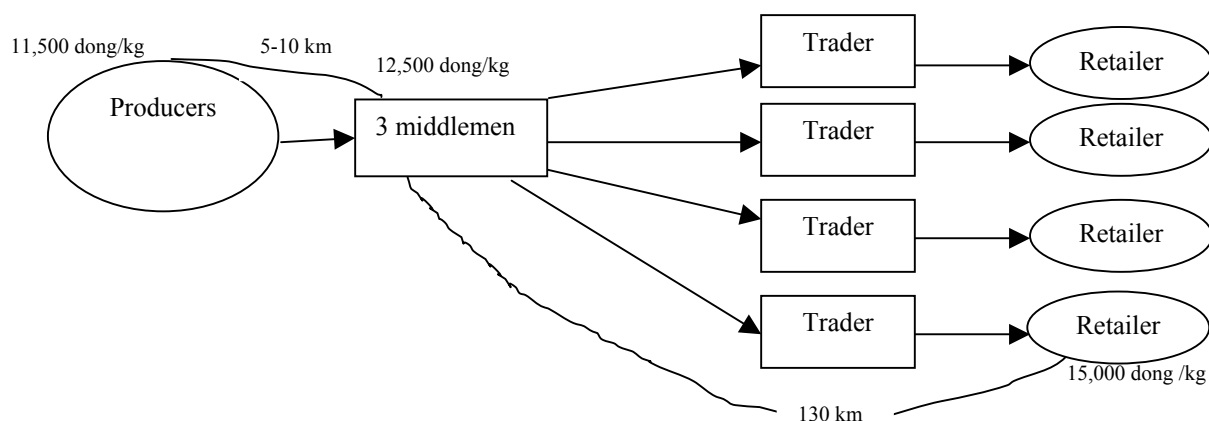 11,500 dong/kg
5-10 km
12,500 dong/kg
Producers
3 middlemen
Trader
Retailer
Trader
Retailer
Trader
Retailer
Trader
Retailer
15,000 dong /kg
130 km